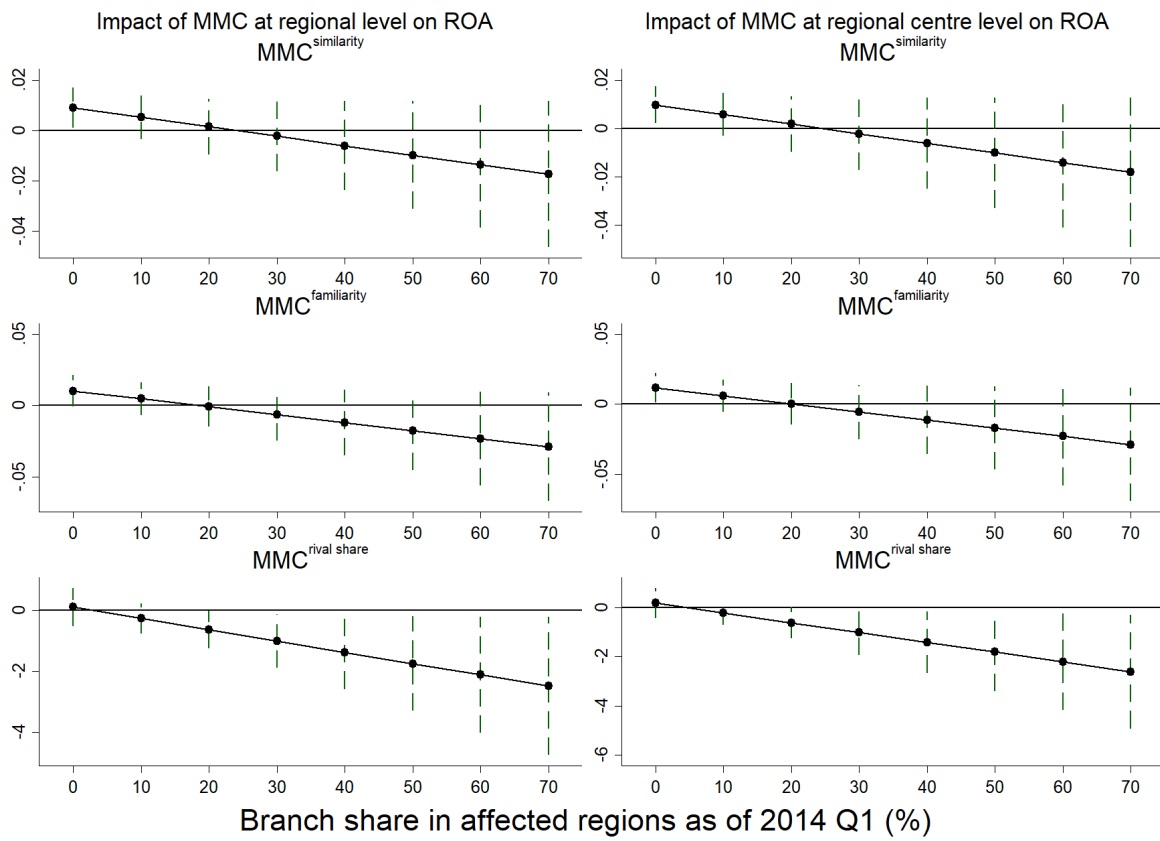 Impact of MMC at regional level on ROA
MMC^similarity
.02
0
-.02
-.04
0 10 20 30 40 50 60 70
MMC^familiarity
.05
0
-.05
0 10 20 30 40 50 60 70
MMC^rival share
0
-2
-4
0 10 20 30 40 50 60 70
Impact of MMC at regional centre level on ROA
MMC^similarity
.02
0
-.02
-.04
0 10 20 30 40 50 60 70
MMC^familiarity
.05
0
-.05
0 10 20 30 40 50 60 70
MMC^rival share
0
-2
-4
-6
0 10 20 30 40 50 60 70
Branch share in affected regions as of 2014 Q1 (%)